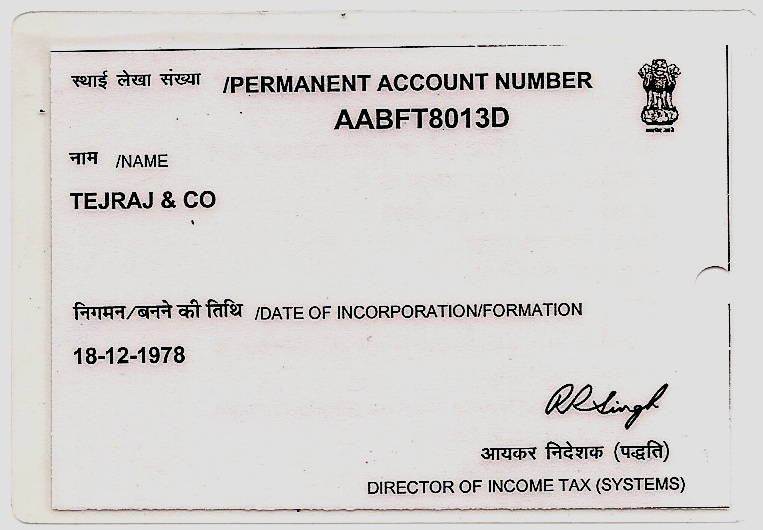 स्थाई लेखा संख्या /PERMANENT ACCOUNT NUMBER
AABFT8013D
नाम /NAME
TEJRAJ & CO
निगमन/बनने की तिथि /DATE OF INCORPORATION/FORMATION
18-12-1978
RR Singh
आयकर निदेशक (पद्धति)
DIRECTOR OF INCOME TAX (SYSTEMS)